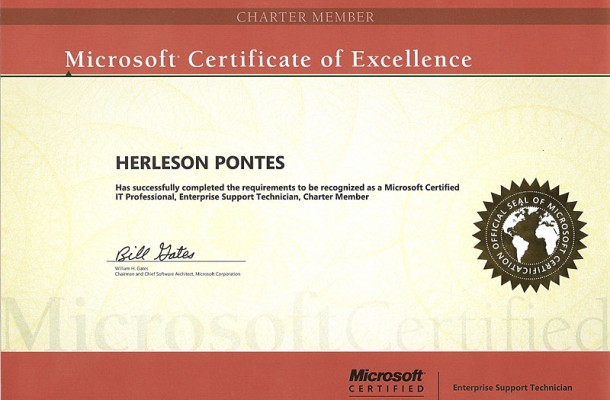 CHARTER MEMBER
Microsoft® Certificate of Excellence
HERLESON PONTES
Has successfully completed the requirements to be recognized as a Microsoft Certified
IT Professional, Enterprise Support Technician, Charter Member
OFFICIAL SEAL OF MICROSOFT CERTIFICATION
Bill Gates
William H. Gates
Chairman and Chief Software Architect, Microsoft Corporation
Microsoft Certified
Microsoft
CERTIFIED
Enterprise Support Technician